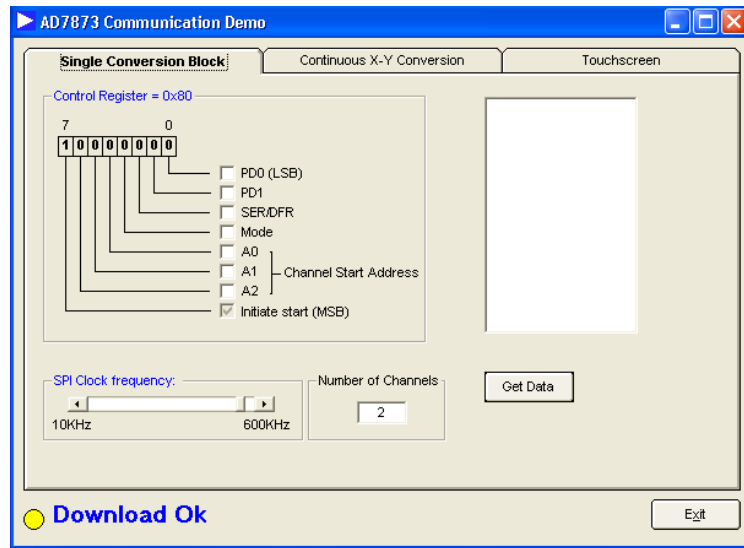 AD7873 Communication Demo
Single Conversion Block
Continuous X-Y Conversion
Touchscreen
Control Register = 0x80
7 0
1 0 0 0 0 0 0 0
PD0 (LSB)
PD1
SER/DFR
Mode
A0
A1
Channel Start Address
A2
Initiate start (MSB)
SPI Clock frequency:
10KHz 600KHz
Number of Channels
2
Get Data
Download Ok
Exit